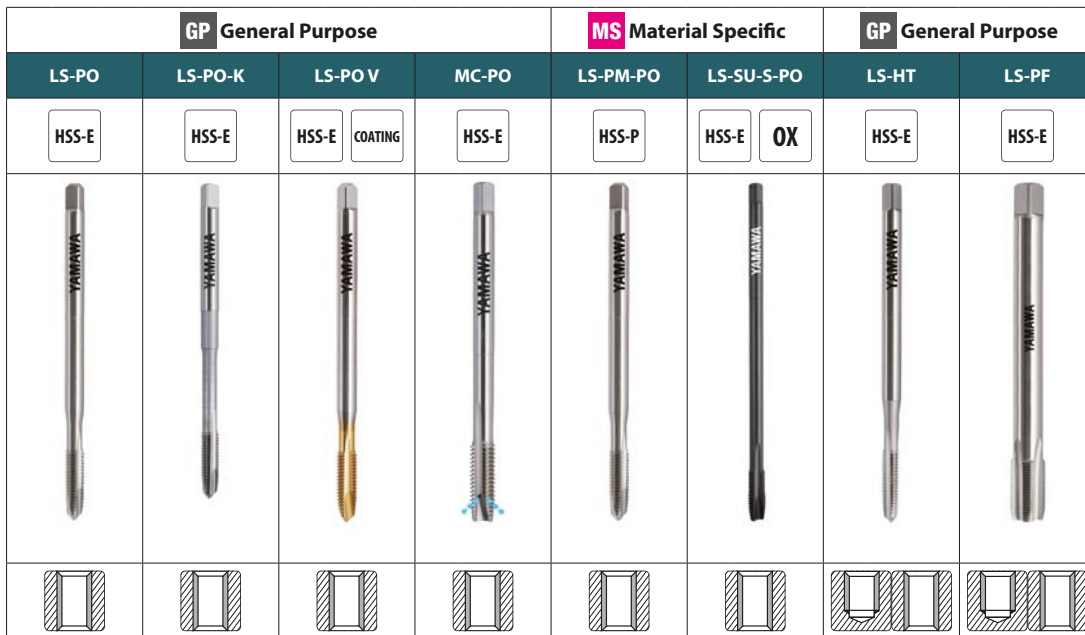 GP General Purpose MS Material Specific GP General Purpose
LS-PO LS-PO-K LS-PO V MC-PO LS-PM-PO LS-SU-S-PO LS-HT LS-PF
HSS-E HSS-E HSS-E COATING HSS-E HSS-P HSS-E OX HSS-E HSS-E
YAMAWA YAMAWA YAMAWA YAMAWA YAMAWA YAMAWA YAMAWA YAMAWA